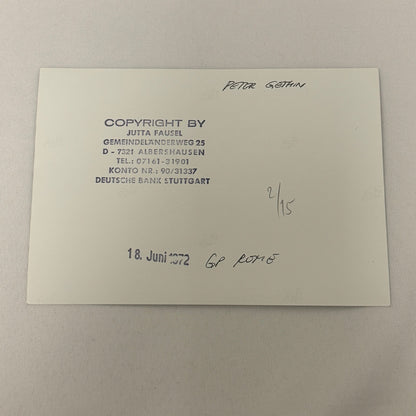 PETER GETHIN
COPYRIGHT BY
JUTTA FAUSEL
GEMEINDELÄNDERWEG 25
D - 7321 ALBERSHAUSEN
TEL.: 07161-31901
KONTO NR.: 90/31337
DEUTSCHE BANK STUTTGART
2/15
18. Juni 1972
GP ROME